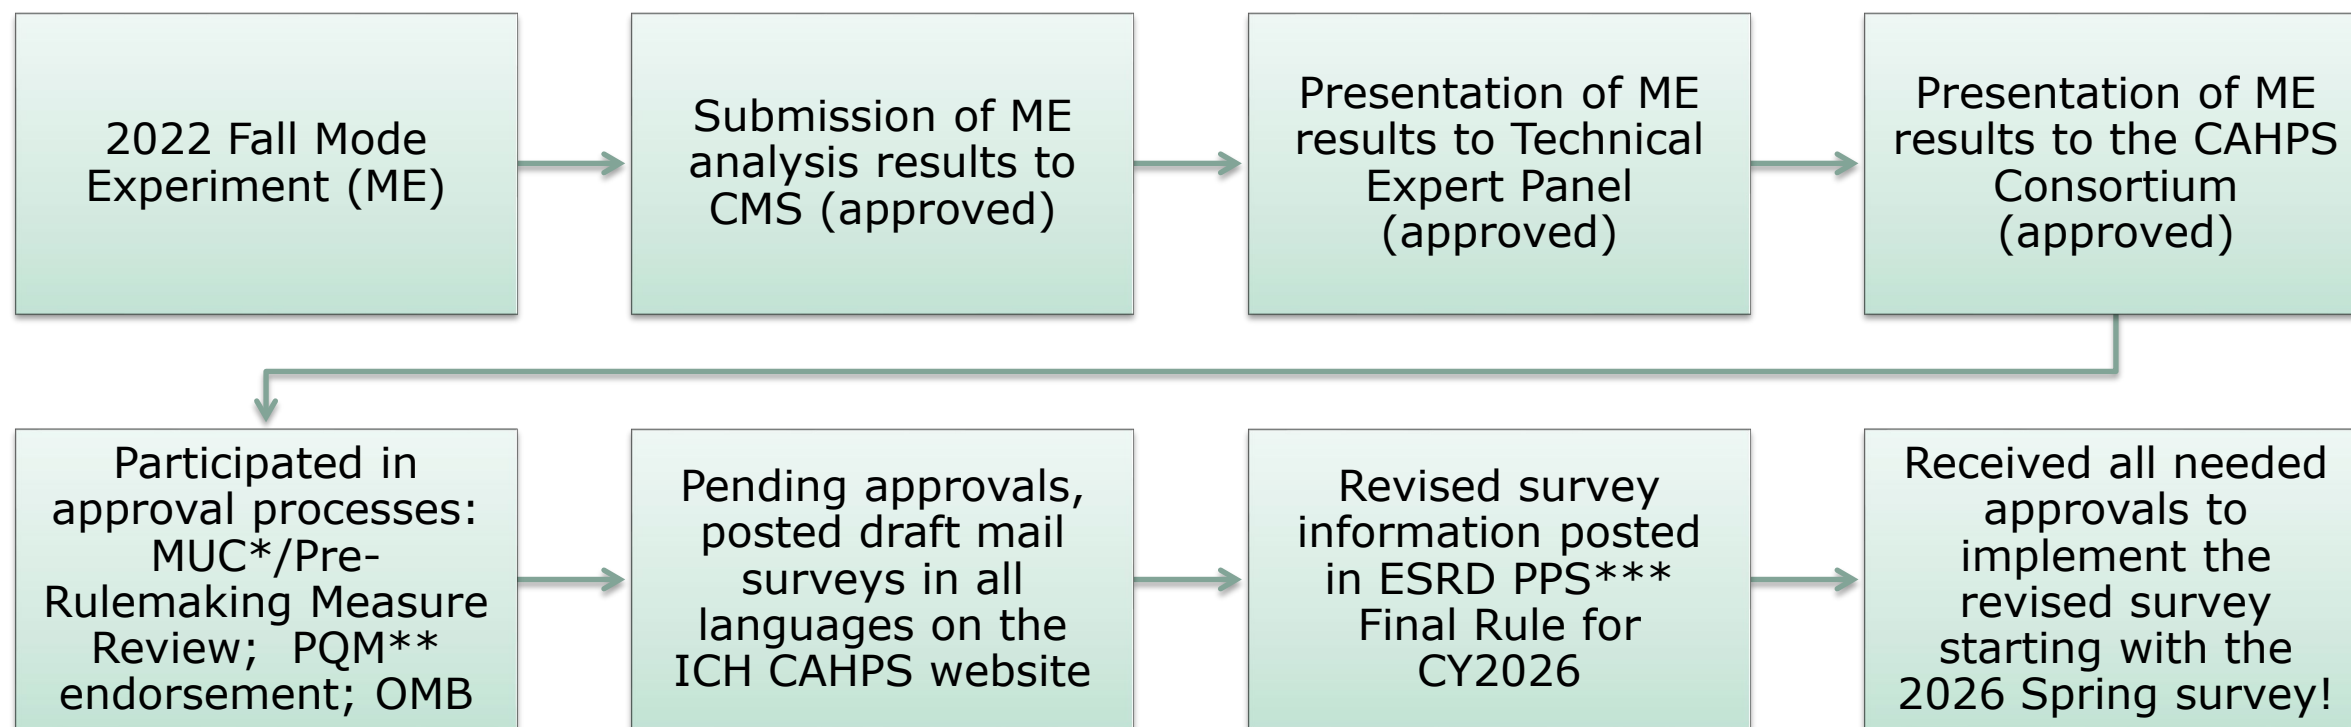 2022 Fall Mode
Experiment (ME)
Submission of ME
analysis results to
CMS (approved)
Presentation of ME
results to Technical
Expert Panel
(approved)
Presentation of ME
results to the CAHPS
Consortium
(approved)
Participated in
approval processes:
MUC*/Pre-
Rulemaking Measure
Review;  PQM**
endorsement; OMB
Pending approvals,
posted draft mail
surveys in all
languages on the
ICH CAHPS website
Revised survey
information posted
in ESRD PPS***
Final Rule for
CY2026
Received all needed
approvals to
implement the
revised survey
starting with the
2026 Spring survey!